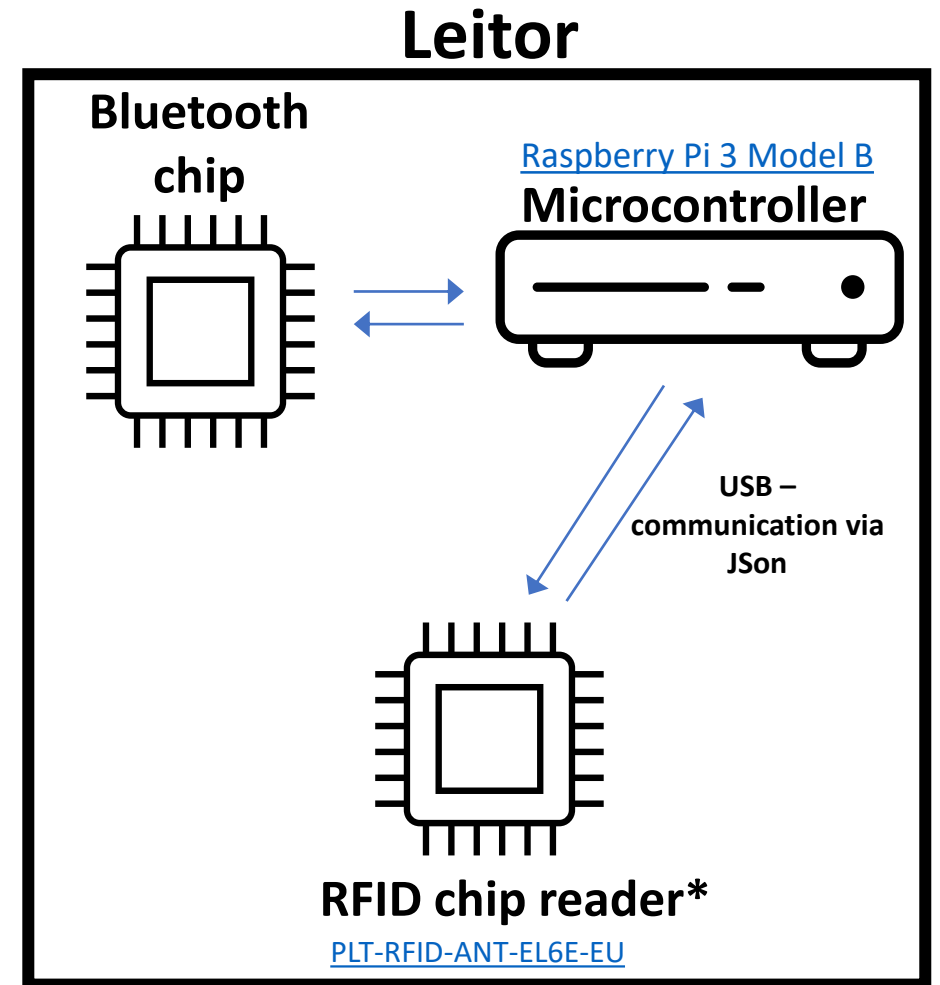 Leitor
Bluetooth
chip
Raspberry Pi 3 Model B
Microcontroller
USB –
communication via
JSon
RFID chip reader*
PLT-RFID-ANT-EL6E-EU